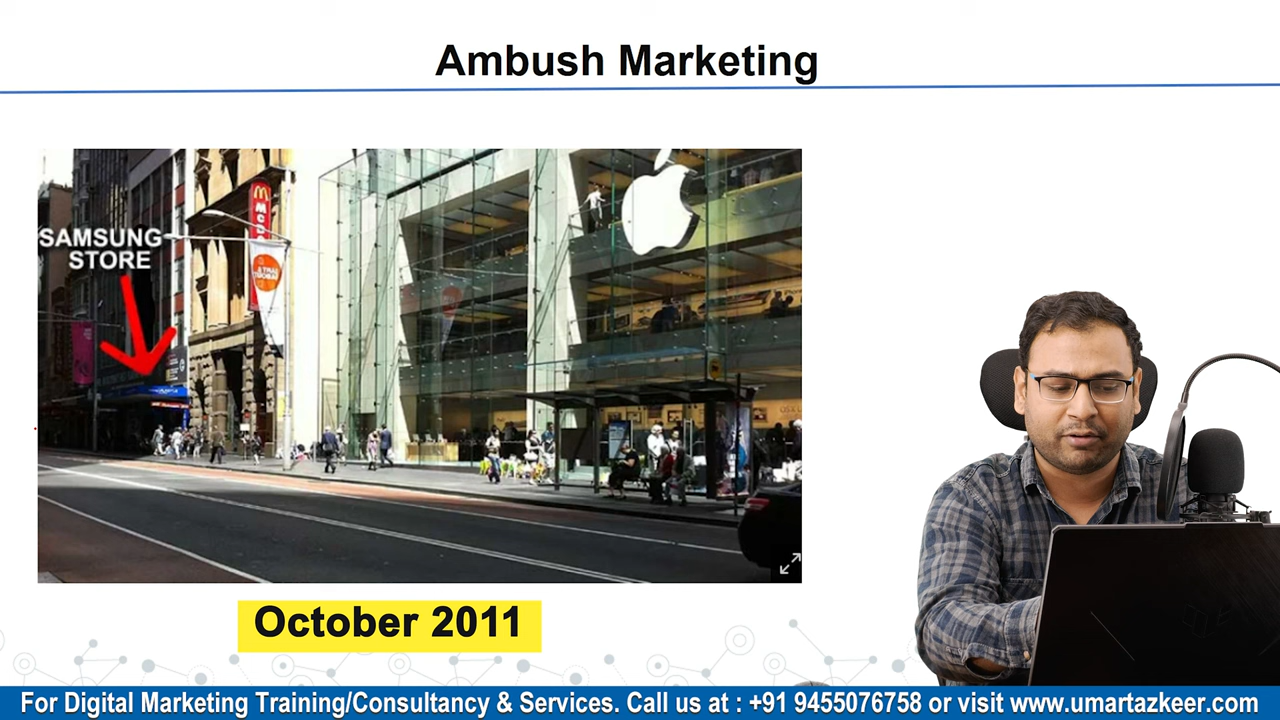 Ambush Marketing
SAMSUNG
STORE
October 2011
For Digital Marketing Training/Consultancy & Services. Call us at : +91 9455076758 or visit www.umartazkeer.com